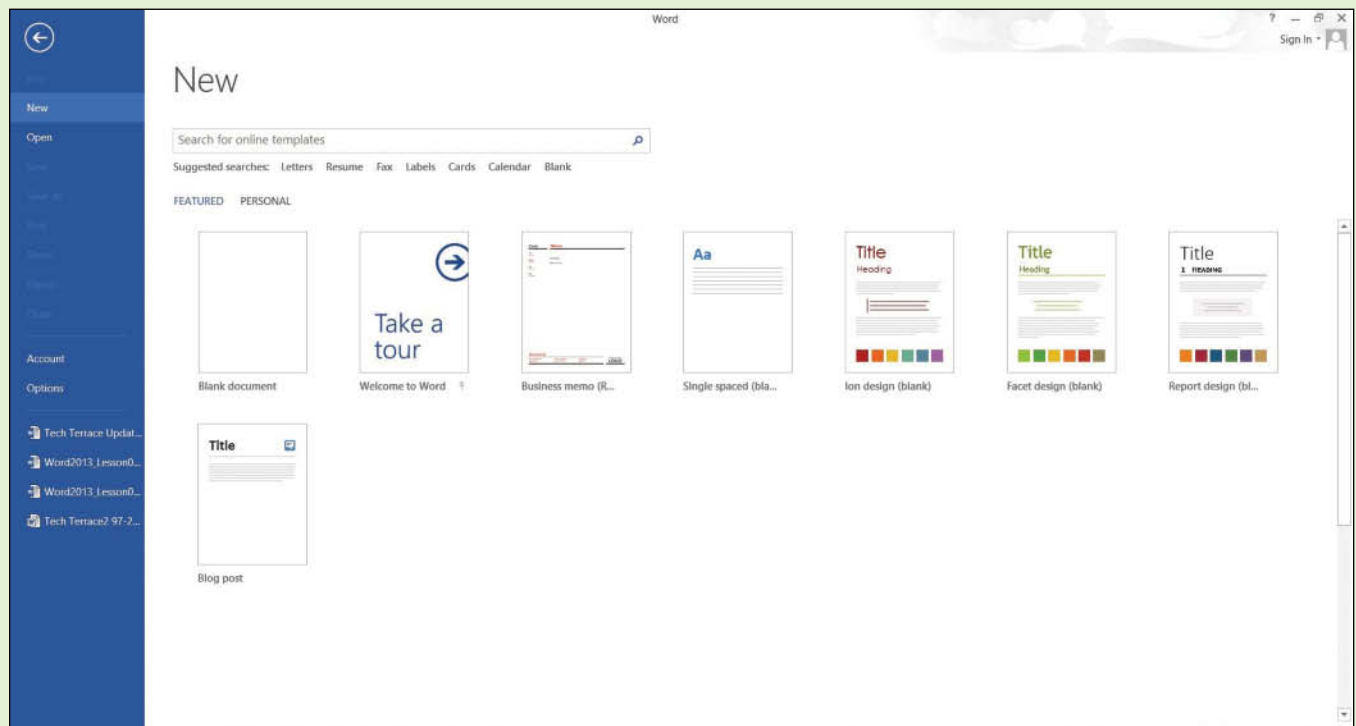 Word
?
Sign In
New
New
Open
Search for online templates
Suggested searches: Letters Resume Fax Labels Cards Calendar Blank
FEATURED PERSONAL
Account
Options
Tech Terrace Updat...
Word2013_Lesson0...
Word2013_Lesson0...
Tech Terrace2 97-2...
Take a
tour
Aa
Title
Heading
Title
Heading
Title
1 HEADING
Blank document
Welcome to Word
Business memo (R...
Single spaced (bla...
Ion design (blank)
Facet design (blank)
Report design (bl...
Title
Blog post